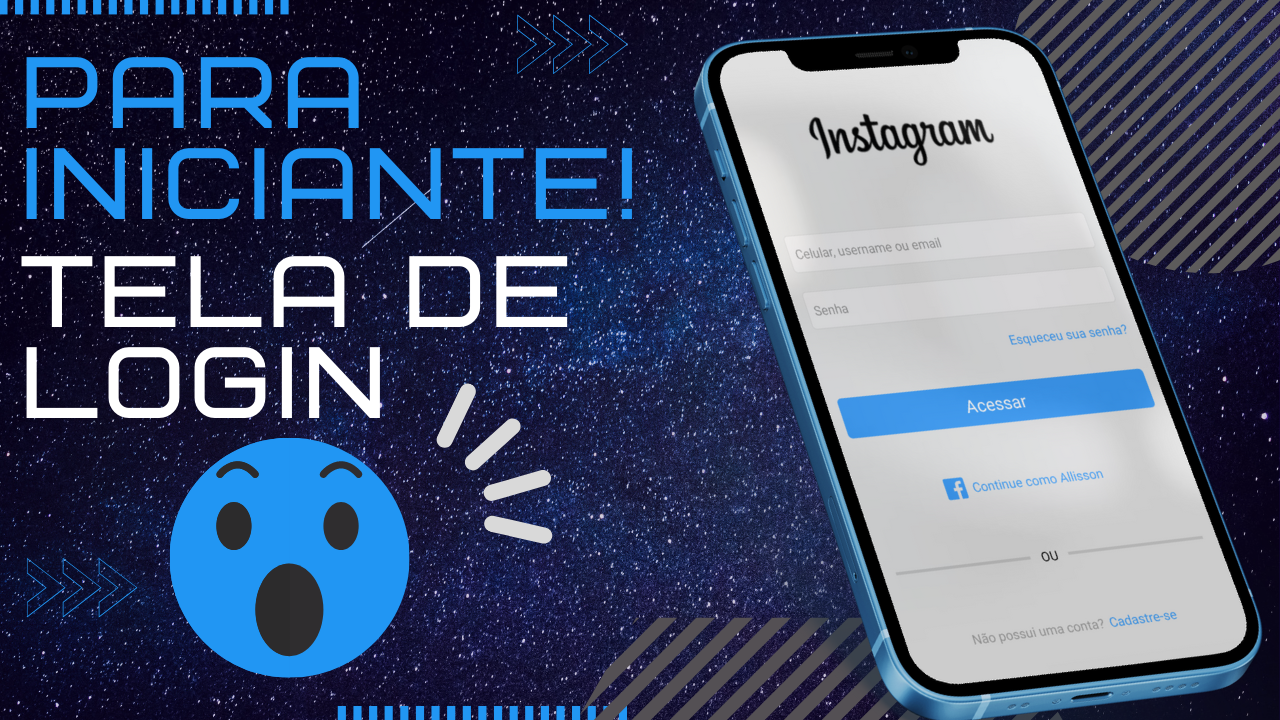 PARA
INICIANTE!
TELA DE
LOGIN
Instagram
Celular, username ou email
Senha
Esqueceu sua senha?
Acessar
Continue como Allisson
OU
Não possui uma conta? Cadastre-se